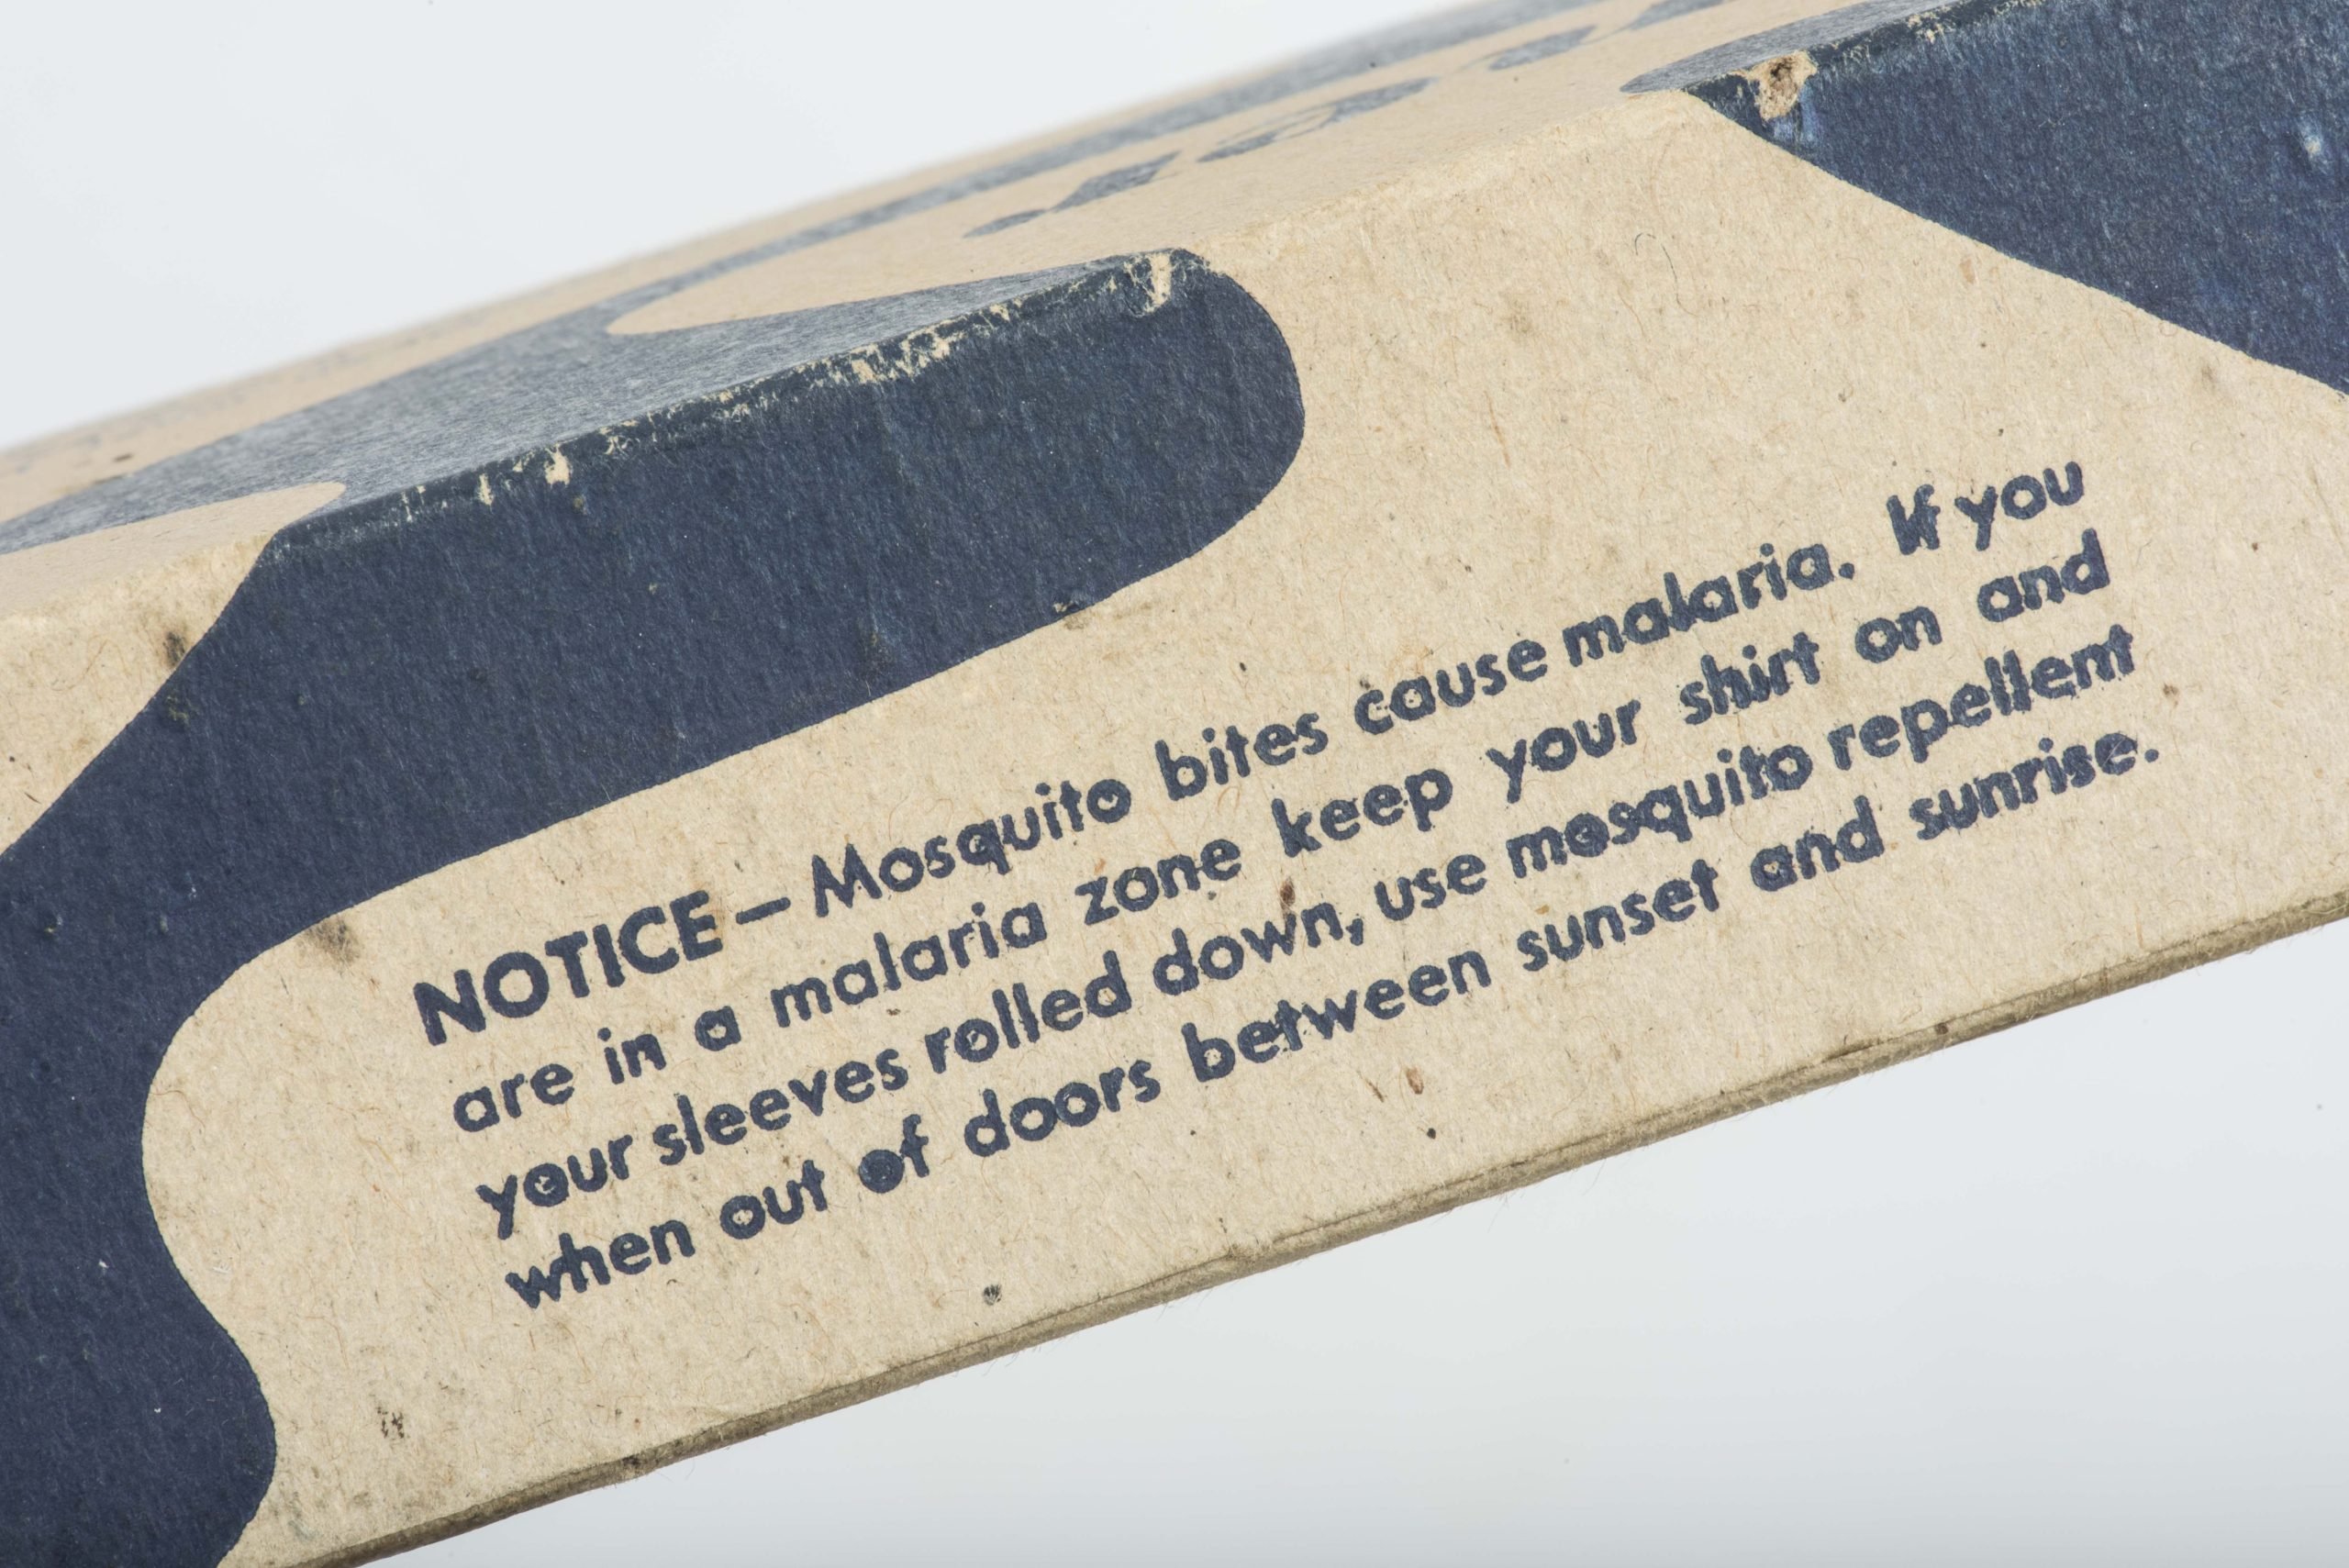 NOTICE — Mosquito bites cause malaria. If you
are in a malaria zone keep your shirt on and
your sleeves rolled down, use mosquito repellent
when out of doors between sunset and sunrise.